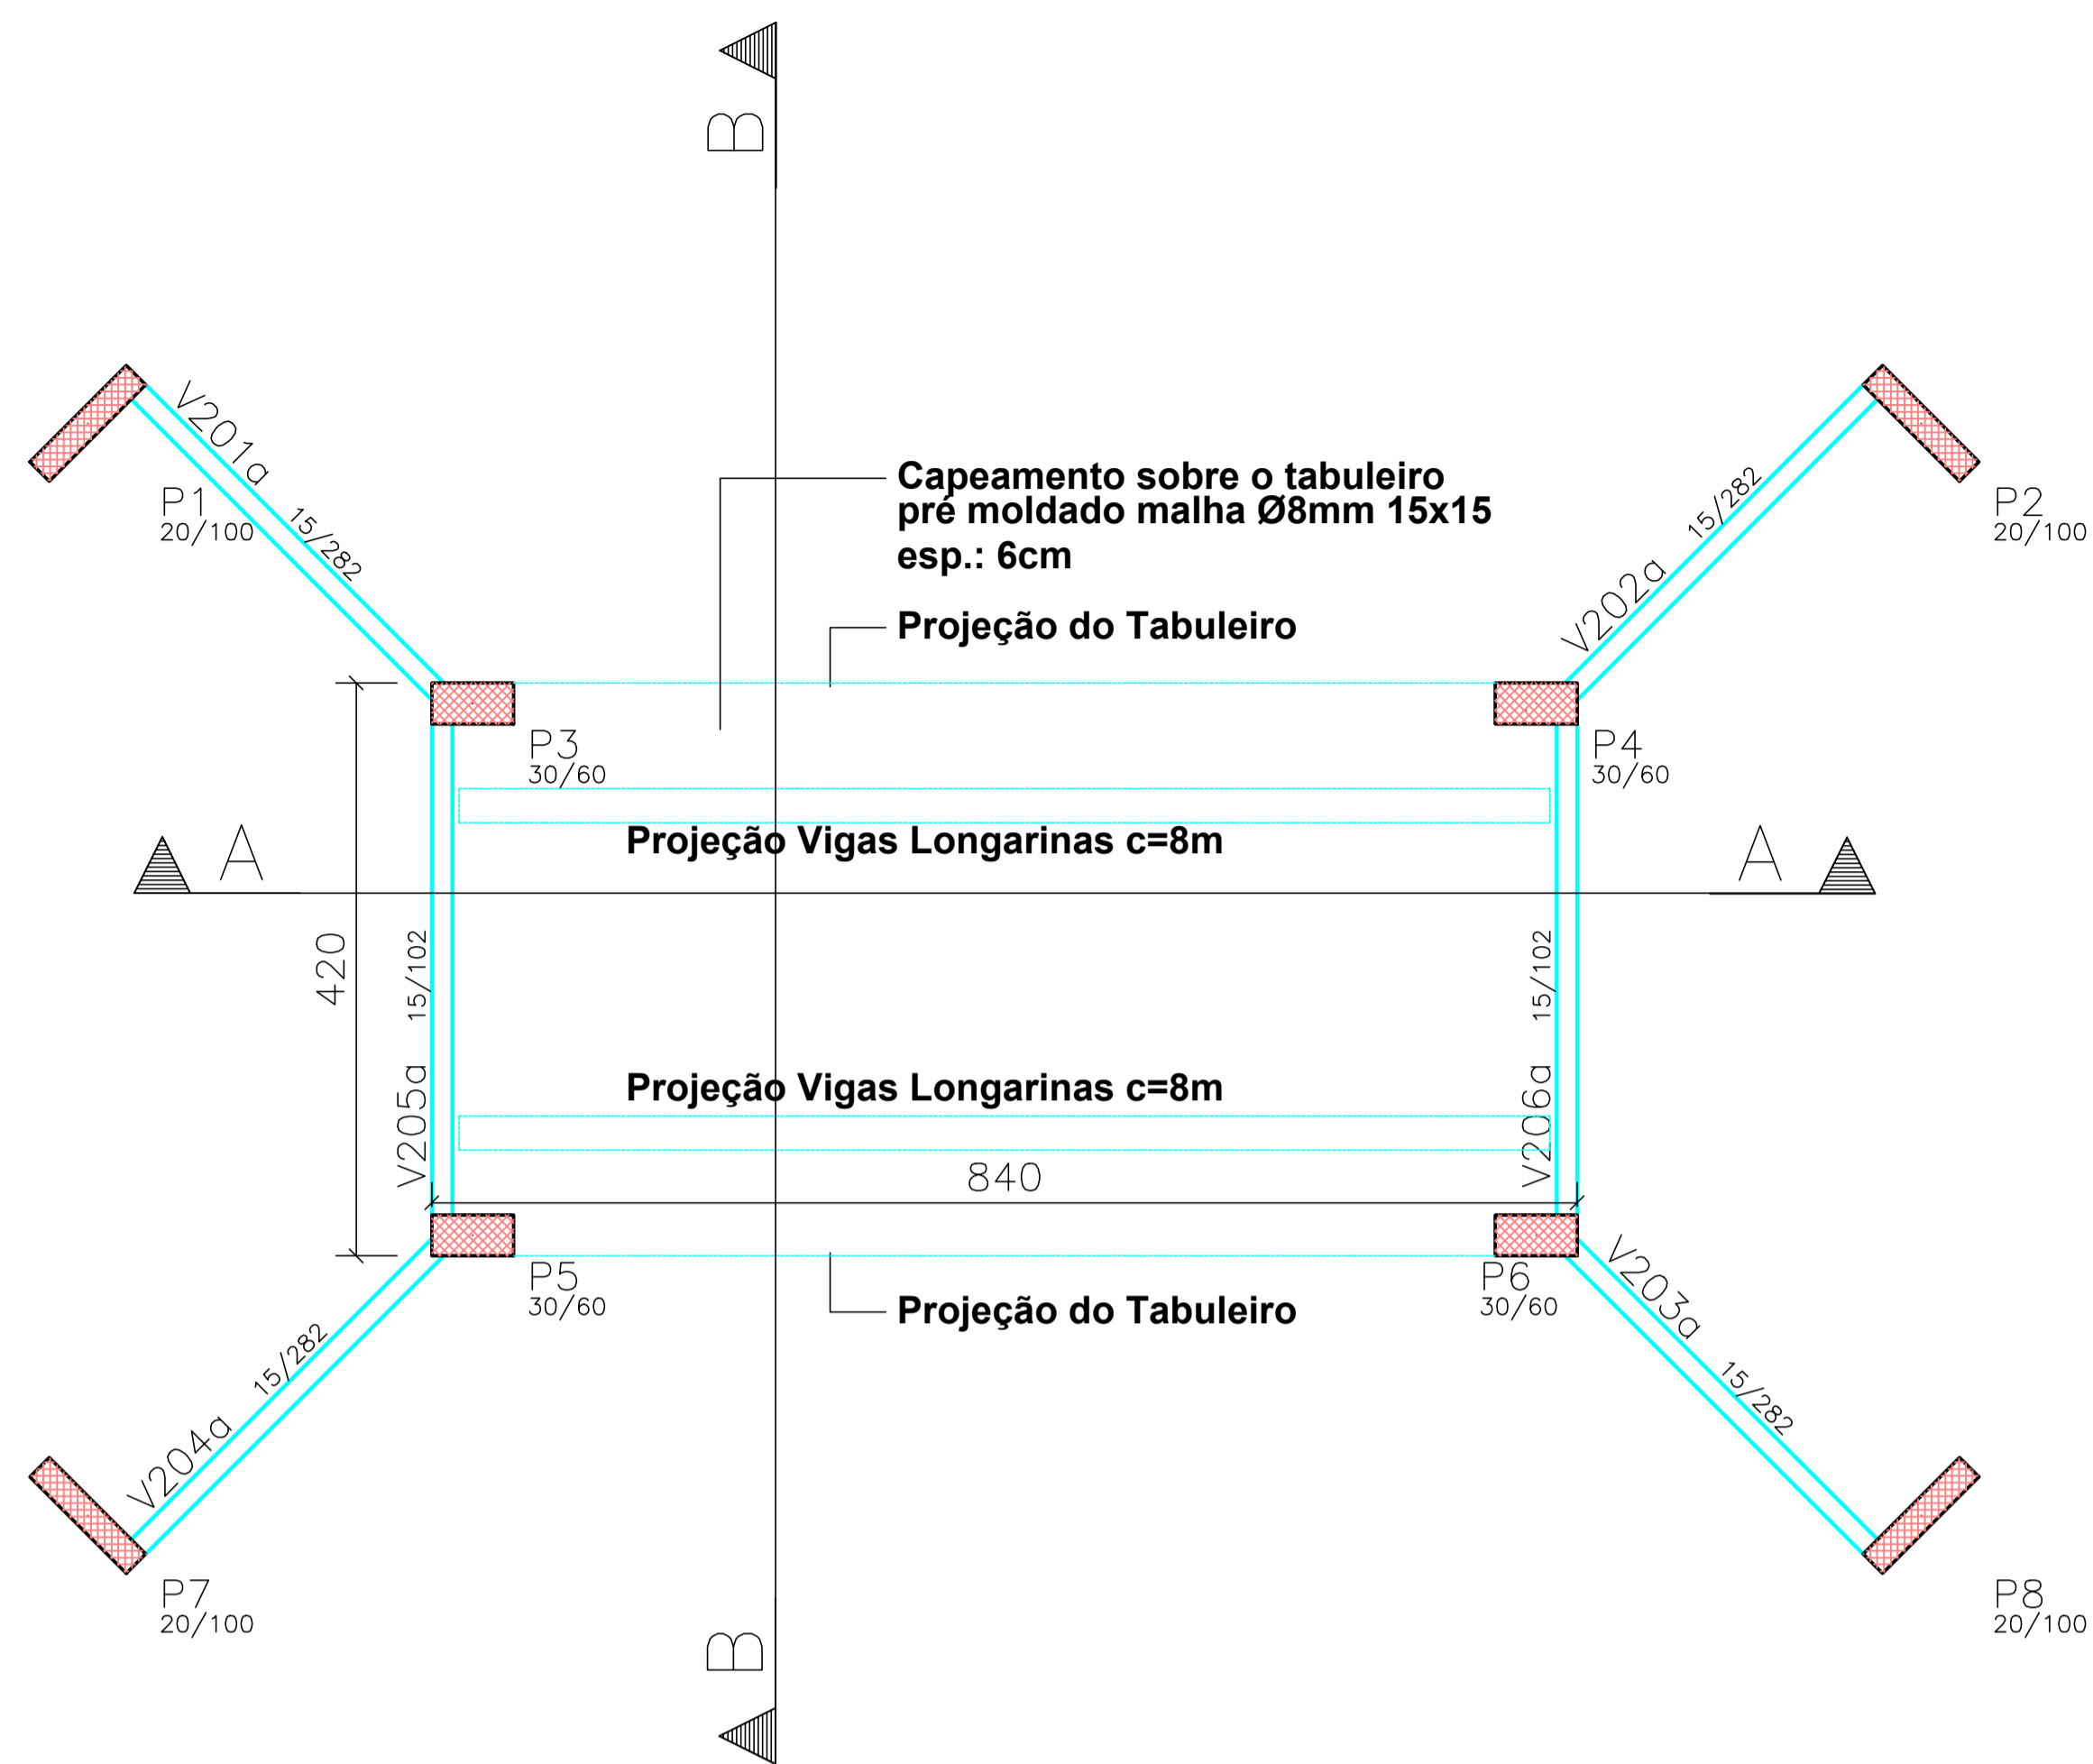 B
V201a
15/282
P1
20/100
V202a
15/282
P2
20/100
Capeamento sobre o tabuleiro
pré moldado malha Ø8mm 15x15
esp.: 6cm
Projeção do Tabuleiro
P3
30/60
P4
30/60
Projeção Vigas Longarinas c=8m
A
A
420
15/102
V205a
15/102
V206a
Projeção Vigas Longarinas c=8m
840
P5
30/60
P6
30/60
Projeção do Tabuleiro
V203a
15/282
15/282
V204a
P7
20/100
P8
20/100
B